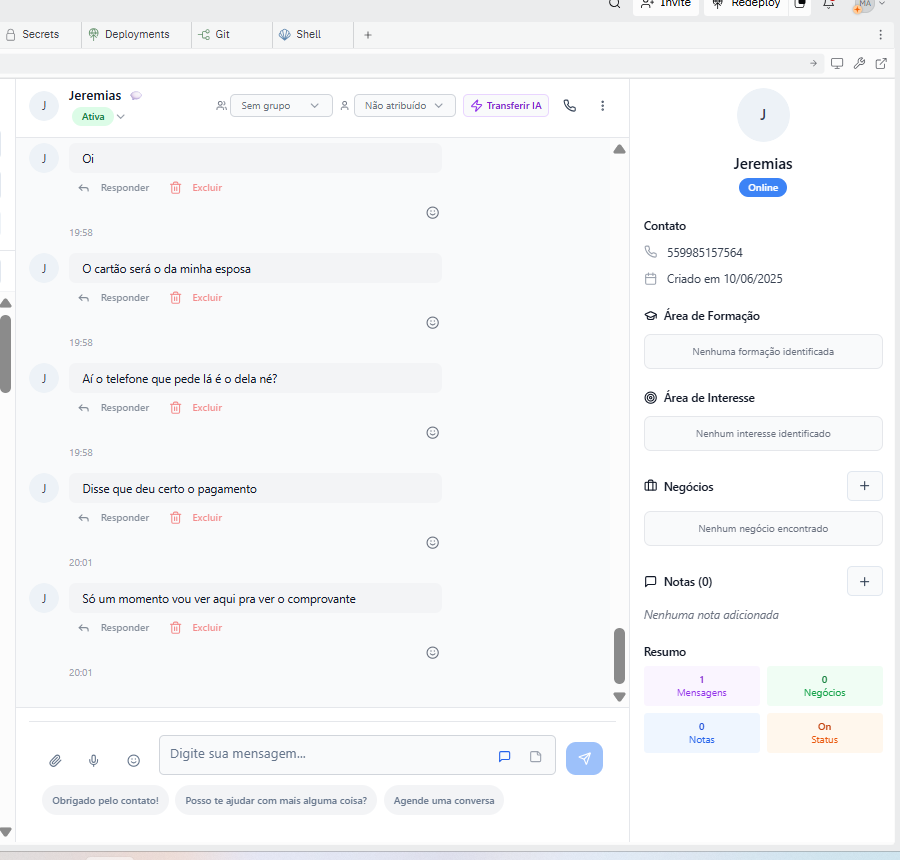 Invite
Redeploy
MA
Secrets
Deployments
Git
Shell
J
Jeremias
Ativa
Sem grupo
Não atribuído
Transferir IA
J
Oi
Responder
Excluir
19:58
J
O cartão será o da minha esposa
Responder
Excluir
19:58
J
Aí o telefone que pede lá é o dela né?
Responder
Excluir
19:58
J
Disse que deu certo o pagamento
Responder
Excluir
20:01
J
Só um momento vou ver aqui pra ver o comprovante
Responder
Excluir
20:01
Digite sua mensagem...
Obrigado pelo contato!
Posso te ajudar com mais alguma coisa?
Agende uma conversa
J
Jeremias
Online
Contato
559985157564
Criado em 10/06/2025
Área de Formação
Nenhuma formação identificada
Área de Interesse
Nenhum interesse identificado
Negócios
Nenhum negócio encontrado
Notas (0)
Nenhuma nota adicionada
Resumo
1
Mensagens
0
Negócios
0
Notas
On
Status